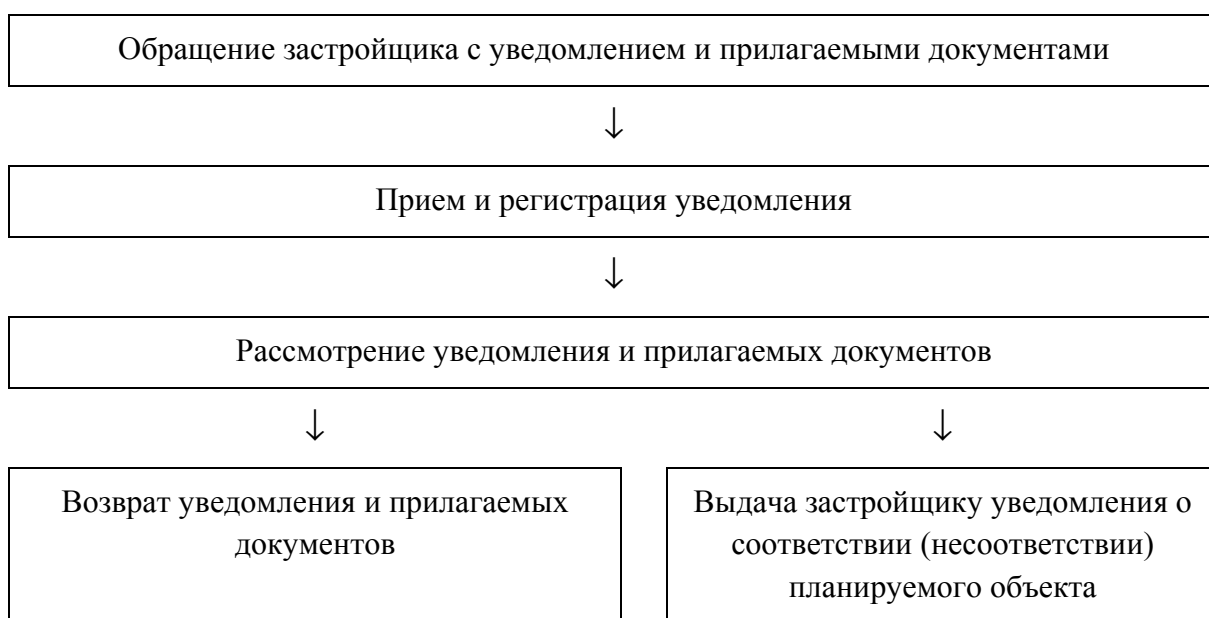 Обращение застройщика с уведомлением и прилагаемыми документами
↓
Прием и регистрация уведомления
↓
Рассмотрение уведомления и прилагаемых документов
↓ ↓
Возврат уведомления и прилагаемых
документов
Выдача застройщику уведомления о
соответствии (несоответствии)
планируемого объекта